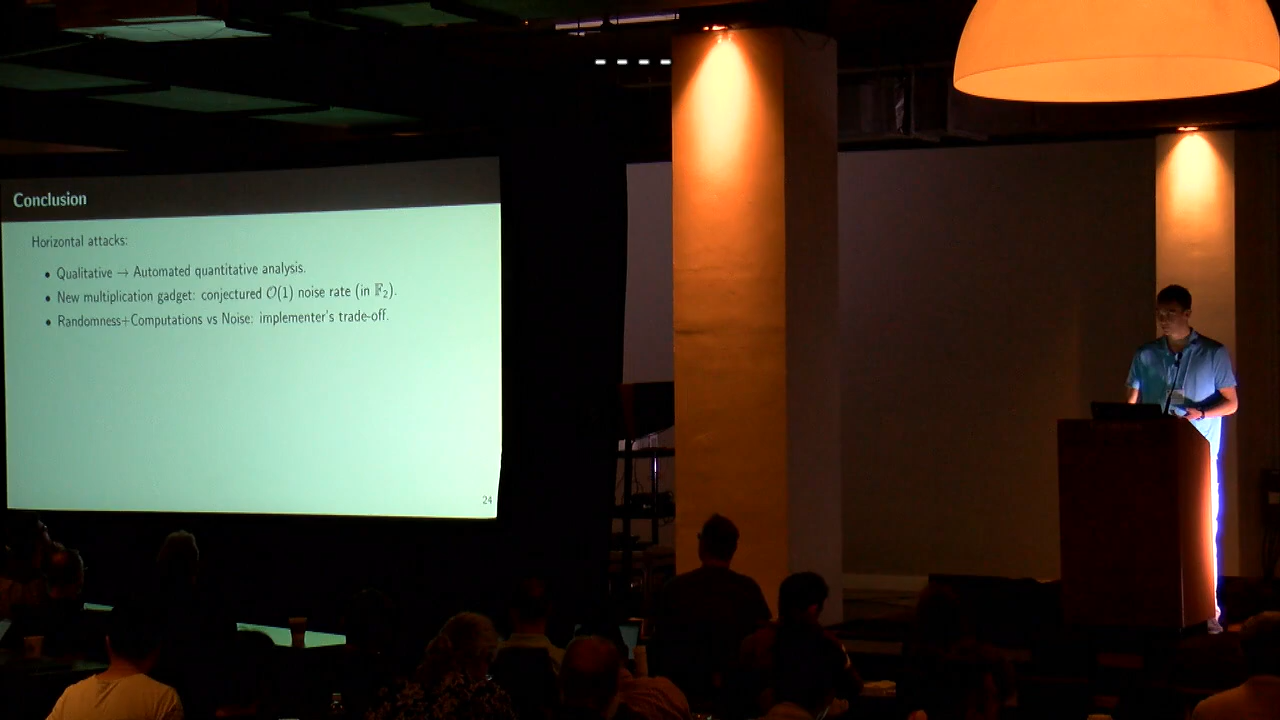 Conclusion
Horizontal attacks:
• Qualitative → Automated quantitative analysis.
• New multiplication gadget: conjectured 𝒪(1) noise rate (in 𝔽₂).
• Randomness+Computations vs Noise: implementer's trade-off.
24